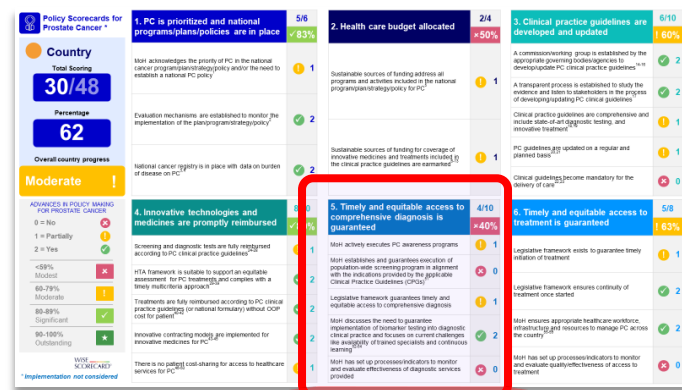 Policy Scorecards for
Prostate Cancer *
Country
Total Scoring
30/48
Percentage
62
Overall country progress
Moderate !
ADVANCES IN POLICY MAKING
FOR PROSTATE CANCER
0 = No
1 = Partially
2 = Yes
<59%
Modest
60-79%
Moderate
80-89%
Significant
90-100%
Outstanding
WISE
SCORECARD
* Implementation not considered
1. PC is prioritized and national
programs/plans/policies are in place
5/6
83%
MoH acknowledges the priority of PC in the national
cancer program/plan/strategy/policy and/or the need to
establish a national PC policy
1
Evaluation mechanisms are established to monitor the
implementation of the plan/program/strategy/policy
2
National cancer registry is in place with data on burden
of disease on PC
2
2. Health care budget allocated
2/4
50%
Sustainable sources of funding address all
programs and activities included in the national
program/plan/strategy/policy for PC
1
Sustainable sources of funding for coverage of
innovative medicines and treatments included in
the clinical practice guidelines are earmarked
1
3. Clinical practice guidelines are
developed and updated
6/10
! 60%
A commission/working group is established by the
appropriate governing bodies/agencies to
develop/update PC clinical practice guidelines
2
A transparent process is established to study the
evidence and listen to stakeholders in the process
of developing/updating PC clinical guidelines
2
Clinical practice guidelines are comprehensive and
include state-of-art diagnostic, testing, and
innovative treatment
1
PC guidelines are updated on a regular and
planned basis
1
Clinical guidelines become mandatory for the
delivery of care
0
4. Innovative technologies and
medicines are promptly reimbursed
Screening and diagnostic tests are fully reimbursed
according to PC clinical practice guidelines
1
HTA framework is suitable to support an equitable
assessment for PC treatments and complies with a
timely multicriteria approach
2
Treatments are fully reimbursed according to PC clinical
practice guidelines (or national formulary) without OOP
cost for patient
2
Innovative contracting models are implemented for
innovative medicines for PC
2
There is no patient cost-sharing for access to healthcare
services for PC
1
5. Timely and equitable access to
comprehensive diagnosis is
guaranteed
4/10
40%
MoH actively executes PC awareness programs
1
MoH establishes and guarantees execution of
population-wide screening program in alignment
with the indications provided by the applicable
Clinical Practice Guidelines (CPGs)
0
Legislative framework guarantees timely and
equitable access to comprehensive diagnosis
1
MoH discusses the need to guarantee
implementation of biomarker testing into diagnostic
clinical practice and focuses on current challenges
like availability of trained specialists and continuous
learning
2
MoH has set up processes/indicators to monitor
and evaluate effectiveness of diagnostic services
provided
0
6. Timely and equitable access to
treatment is guaranteed
5/8
! 63%
Legislative framework exists to guarantee timely
initiation of treatment
1
Legislative framework ensures continuity of
treatment once started
2
MoH ensures appropriate healthcare workforce,
infrastructure and resources to manage PC across
the country
2
MoH has set up processes/indicators to monitor
and evaluate quality/effectiveness of access to
treatment
0